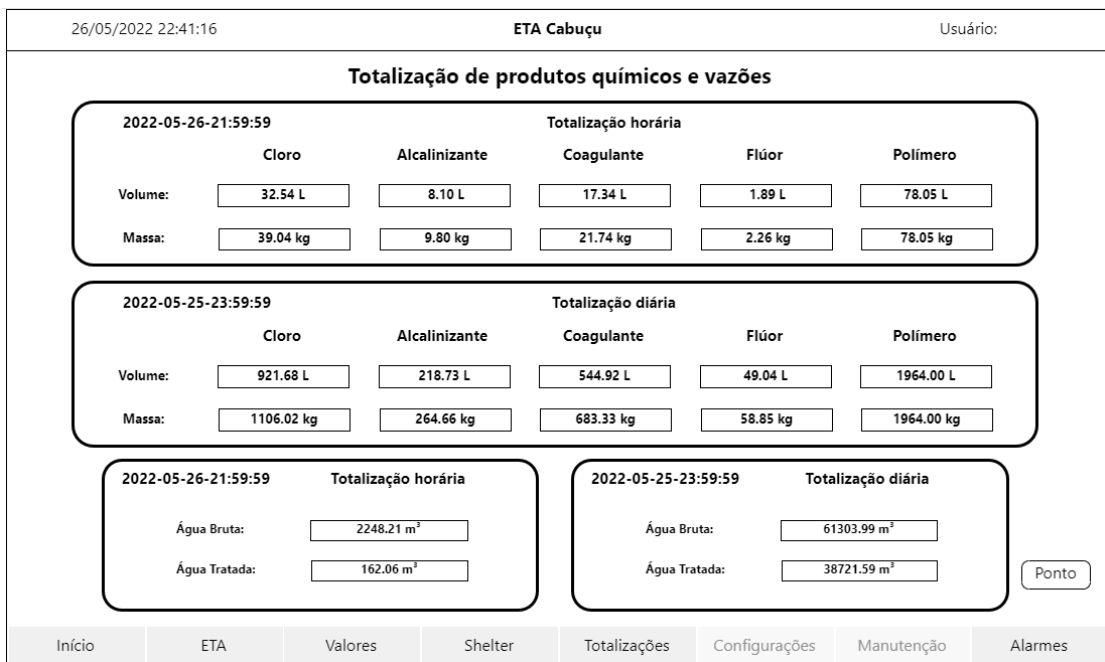 26/05/2022 22:41:16 ETA Cabuçu Usuário:
Totalização de produtos químicos e vazões
2022-05-26-21:59:59 Totalização horária
Cloro Alcalinizante Coagulante Flúor Polímero
Volume: 32.54 L 8.10 L 17.34 L 1.89 L 78.05 L
Massa: 39.04 kg 9.80 kg 21.74 kg 2.26 kg 78.05 kg
2022-05-25-23:59:59 Totalização diária
Cloro Alcalinizante Coagulante Flúor Polímero
Volume: 921.68 L 218.73 L 544.92 L 49.04 L 1964.00 L
Massa: 1106.02 kg 264.66 kg 683.33 kg 58.85 kg 1964.00 kg
2022-05-26-21:59:59 Totalização horária
Água Bruta: 2248.21 m³
Água Tratada: 162.06 m³
2022-05-25-23:59:59 Totalização diária
Água Bruta: 61303.99 m³
Água Tratada: 38721.59 m³
Ponto
Início ETA Valores Shelter Totalizações Configurações Manutenção Alarmes